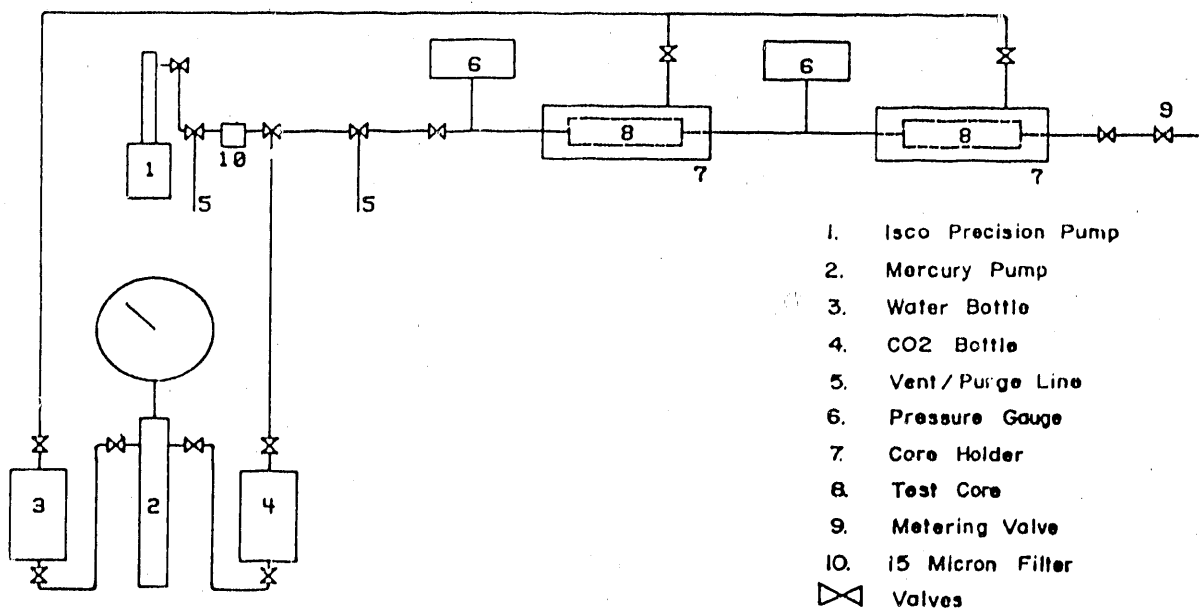 6
6
9
8
8
10
1
7
7
5
5
3
2
4
1. Isco Precision Pump
2. Mercury Pump
3. Water Bottle
4. CO2 Bottle
5. Vent/Purge Line
6. Pressure Gauge
7. Core Holder
8. Test Core
9. Metering Valve
10. 15 Micron Filter
Valves